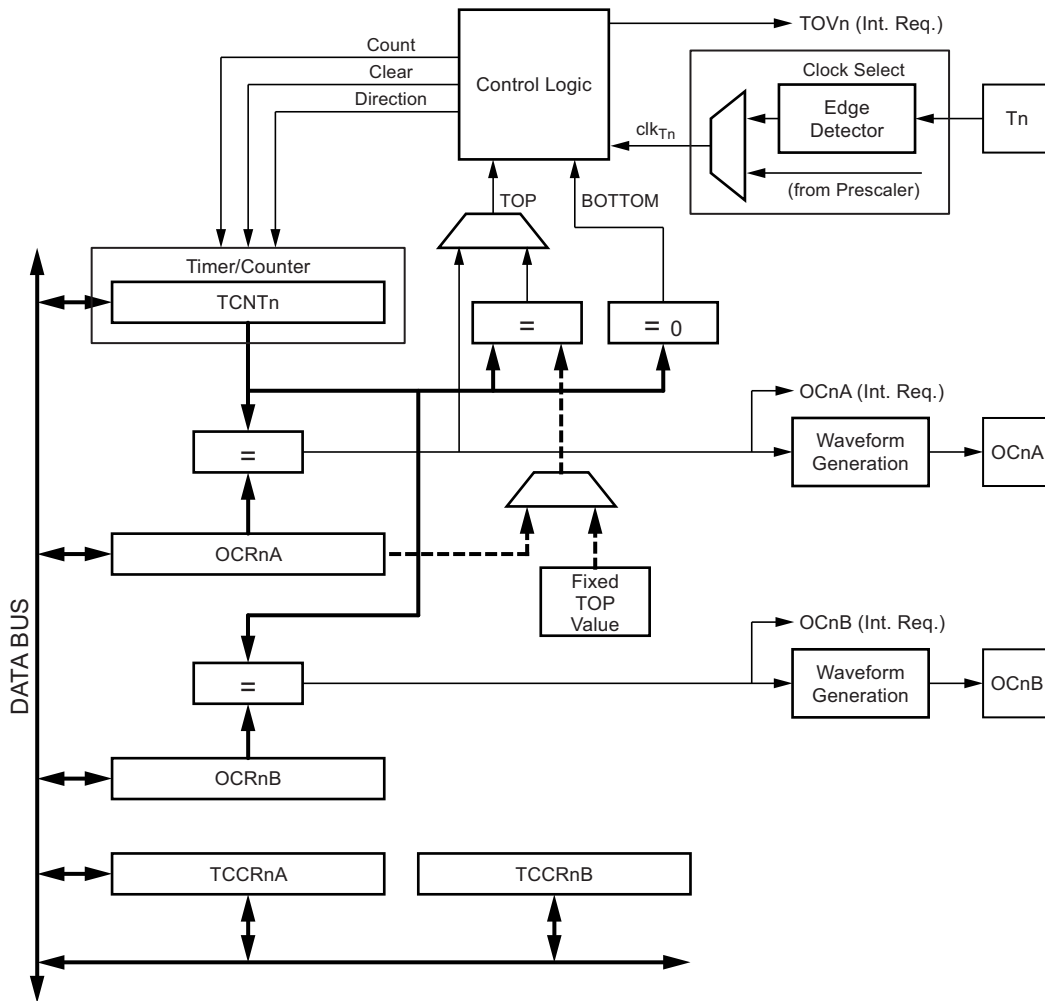 TOVn (Int. Req.)
Count
Clear
Direction
Control Logic
Clock Select
Edge
Detector
Tn
clkTn
(from Prescaler)
TOP
BOTTOM
Timer/Counter
TCNTn
=
= 0
OCnA (Int. Req.)
=
Waveform
Generation
OCnA
OCRnA
Fixed
TOP
Value
DATA BUS
OCnB (Int. Req.)
=
Waveform
Generation
OCnB
OCRnB
TCCRnA
TCCRnB